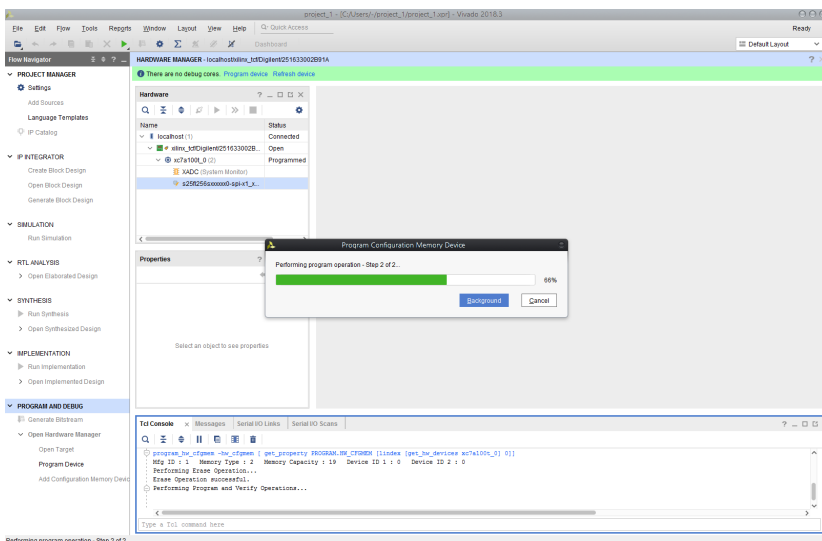 project_1 - [C:/Users/-/project_1/project_1.xpr] - Vivado 2018.3
File Edit Flow Tools Reports Window Layout View Help Q- Quick Access Ready
Dashboard Default Layout
Flow Navigator
HARDWARE MANAGER - localhost/xilinx_tcf/Digilent/251633002B91A
There are no debug cores. Program device Refresh device
PROJECT MANAGER
Settings
Add Sources
Language Templates
IP Catalog
IP INTEGRATOR
Create Block Design
Open Block Design
Generate Block Design
SIMULATION
Run Simulation
RTL ANALYSIS
Open Elaborated Design
SYNTHESIS
Run Synthesis
Open Synthesized Design
IMPLEMENTATION
Run Implementation
Open Implemented Design
PROGRAM AND DEBUG
Generate Bitstream
Open Hardware Manager
Open Target
Program Device
Add Configuration Memory Devic
Hardware
Name Status
localhost (1) Connected
xilinx_tcf/Digilent/251633002B... Open
xc7a100t_0 (2) Programmed
XADC (System Monitor)
s25fl256sxxxxxx0-spi-x1_x...
Properties
Select an object to see properties
Program Configuration Memory Device
Performing program operation - Step 2 of 2...
66%
Background Cancel
Tcl Console Messages Serial I/O Links Serial I/O Scans
program_hw_cfgmem -hw_cfgmem [ get_property PROGRAM.HW_CFGMEM [lindex [get_hw_devices xc7a100t_0] 0]]
Mfg ID : 1 Memory Type : 2 Memory Capacity : 19 Device ID 1 : 0 Device ID 2 : 0
Performing Erase Operation...
Erase Operation successful.
Performing Program and Verify Operations...
Type a Tcl command here
Performing program operation - Step 2 of 2...